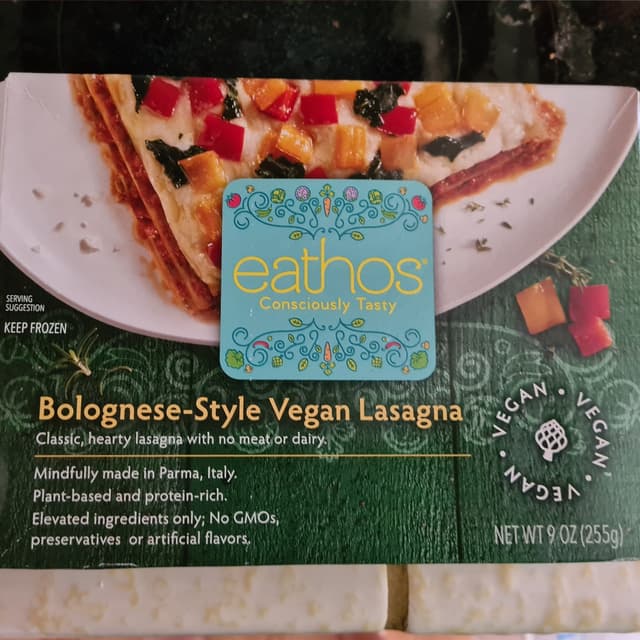 eathos®
Consciously Tasty
SERVING
SUGGESTION
KEEP FROZEN
Bolognese-Style Vegan Lasagna
Classic, hearty lasagna with no meat or dairy.
Mindfully made in Parma, Italy.
Plant-based and protein-rich.
Elevated ingredients only; No GMOs,
preservatives or artificial flavors.
VEGAN • VEGAN • VEGAN •
NET WT 9 OZ (255g)